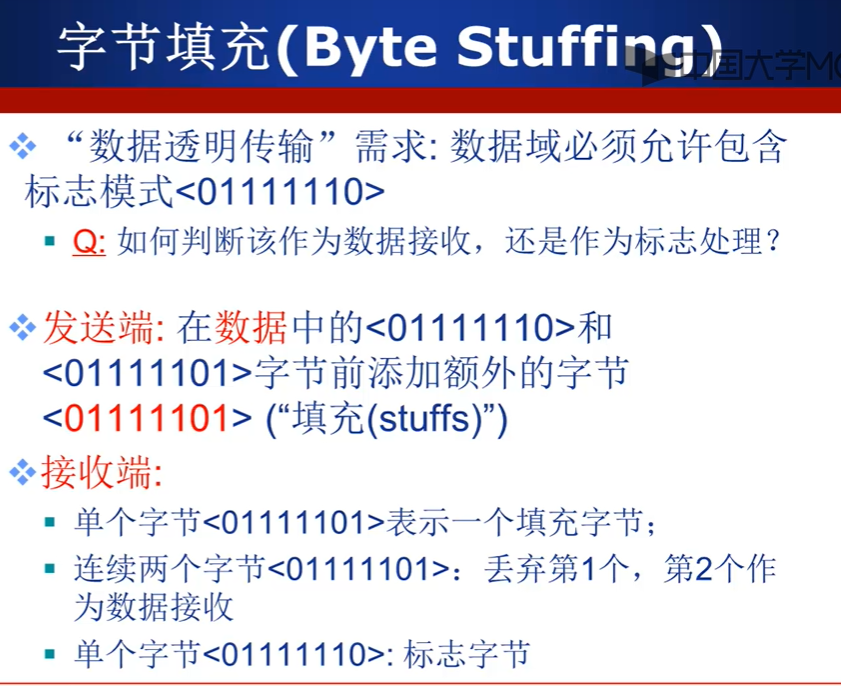 字节填充(Byte Stuffing)
中国大学MO
“数据透明传输”需求: 数据域必须允许包含
标志模式<01111110>
Q: 如何判断该作为数据接收，还是作为标志处理？
发送端: 在数据中的<01111110>和
<01111101>字节前添加额外的字节
<01111101> (“填充(stuffs)”)
接收端:
单个字节<01111101>表示一个填充字节；
连续两个字节<01111101>：丢弃第1个，第2个作
为数据接收
单个字节<01111110>: 标志字节